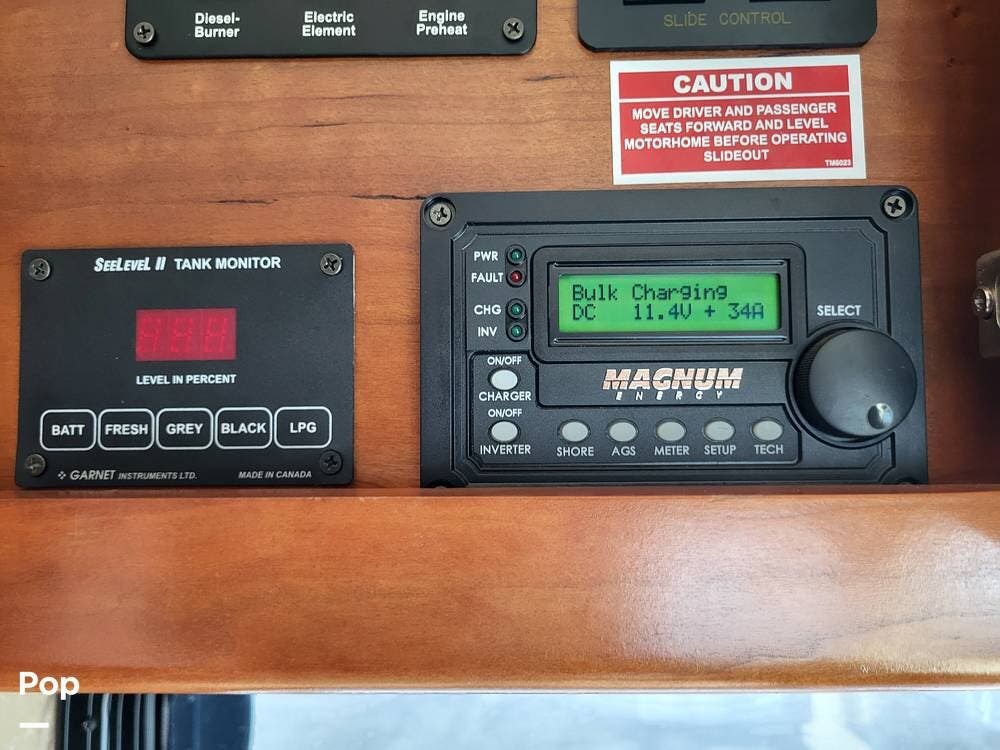 Diesel-
Burner
Electric
Element
Engine
Preheat
SLIDE CONTROL
CAUTION
MOVE DRIVER AND PASSENGER
SEATS FORWARD AND LEVEL
MOTORHOME BEFORE OPERATING
SLIDEOUT
TM6023
SEELEVEL II TANK MONITOR
LEVEL IN PERCENT
BATT FRESH GREY BLACK LPG
GARNET INSTRUMENTS LTD. MADE IN CANADA
PWR
FAULT
CHG
INV
Bulk Charging
DC 11.4V + 34A
SELECT
ON/OFF
CHARGER
ON/OFF
INVERTER
MAGNUM
ENERGY
SHORE AGS METER SETUP TECH
Pop